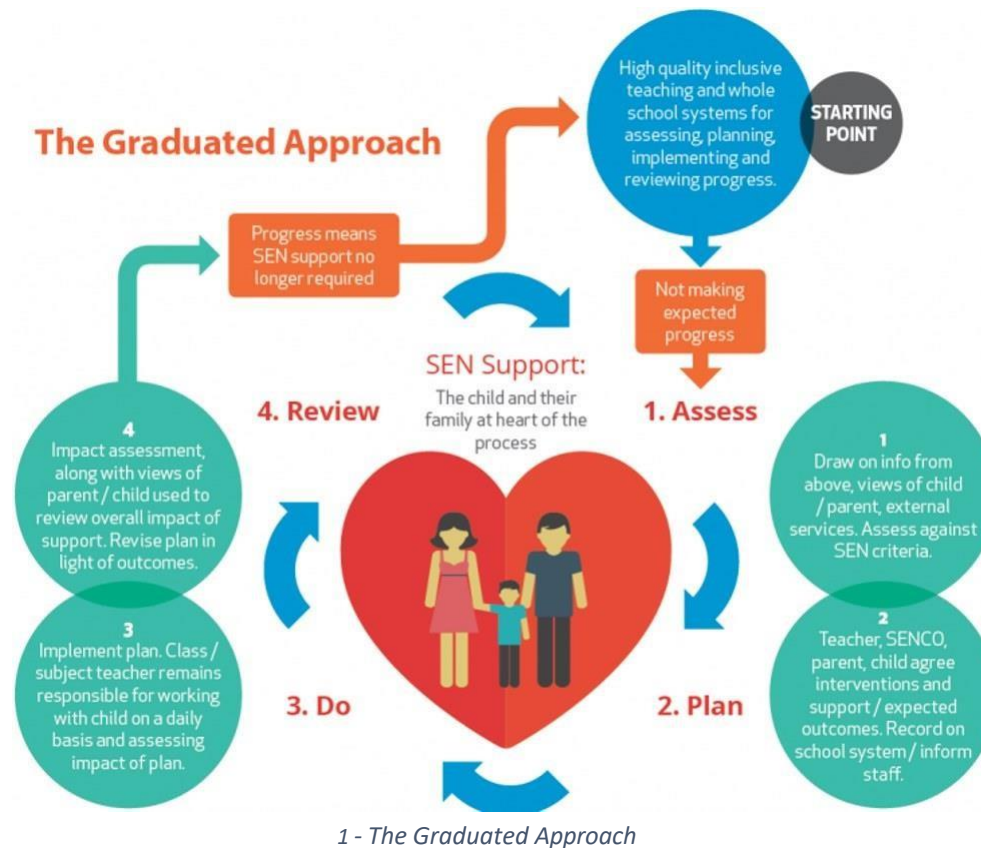 The Graduated Approach
High quality inclusive
teaching and whole
school systems for
assessing, planning,
implementing and
reviewing progress.
STARTING
POINT
Progress means
SEN support no
longer required
Not making
expected
progress
SEN Support:
The child and their
family at heart of the
process
4. Review
1. Assess
4
Impact assessment,
along with views of
parent / child used to
review overall impact of
support. Revise plan in
light of outcomes.
1
Draw on info from
above, views of child
/ parent, external
services. Assess against
SEN criteria.
3
Implement plan. Class /
subject teacher remains
responsible for working
with child on a daily
basis and assessing
impact of plan.
3. Do
2. Plan
2
Teacher, SENCO,
parent, child agree
interventions and
support / expected
outcomes. Record on
school system / inform
staff.
1 - The Graduated Approach